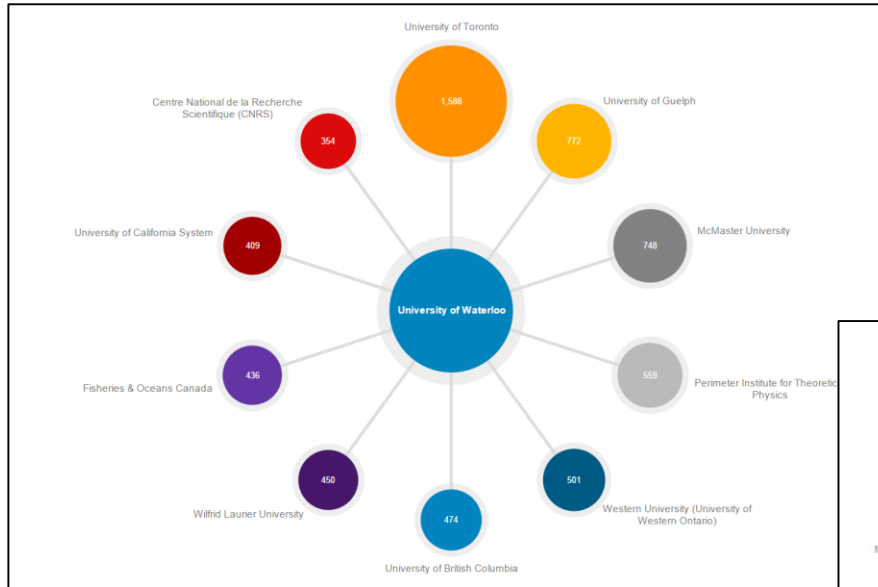 University of Toronto
1,588
Centre National de la Recherche
Scientifique (CNRS)
354
University of Guelph
772
University of California System
409
McMaster University
748
University of Waterloo
Fisheries & Oceans Canada
436
559
Perimeter Institute for Theoretic
Physics
Wilfrid Laurier University
450
501
Western University (University of
Western Ontario)
474
University of British Columbia